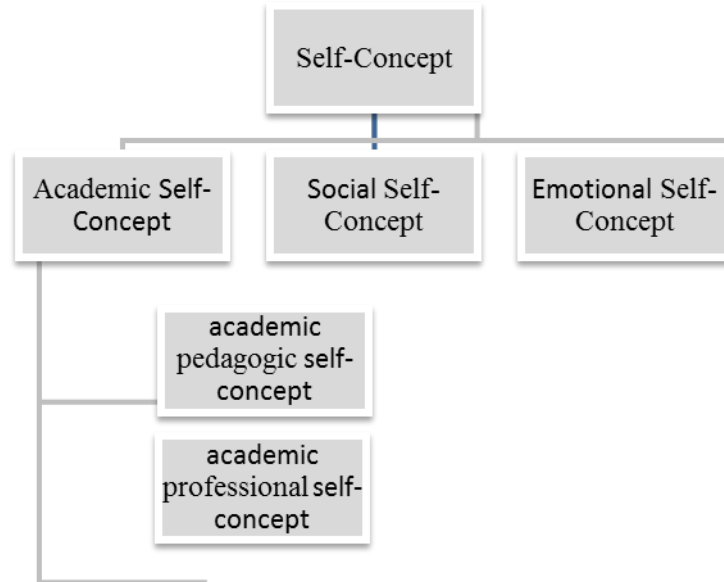 Self-Concept
Academic Self-
Concept
Social Self-
Concept
Emotional Self-
Concept
academic
pedagogic self-
concept
academic
professional self-
concept